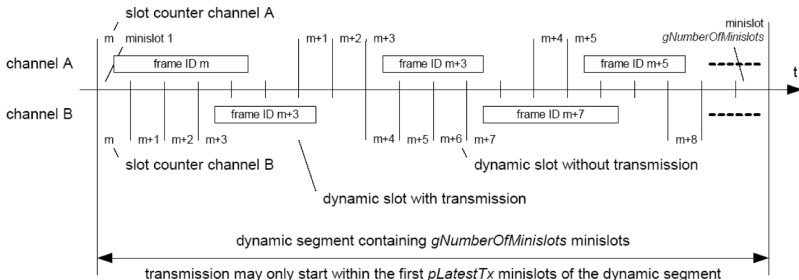 slot counter channel A
minislot
m
minislot 1
m+1
m+2
m+3
m+4
m+5
gNumberOfMinislots
channel A
frame ID m
frame ID m+3
frame ID m+5
t
channel B
frame ID m+3
frame ID m+7
m
m+1
m+2
m+3
m+4
m+5
m+6
m+7
m+8
slot counter channel B
dynamic slot without transmission
dynamic slot with transmission
dynamic segment containing gNumberOfMinislots minislots
transmission may only start within the first pLatestTx minislots of the dynamic segment